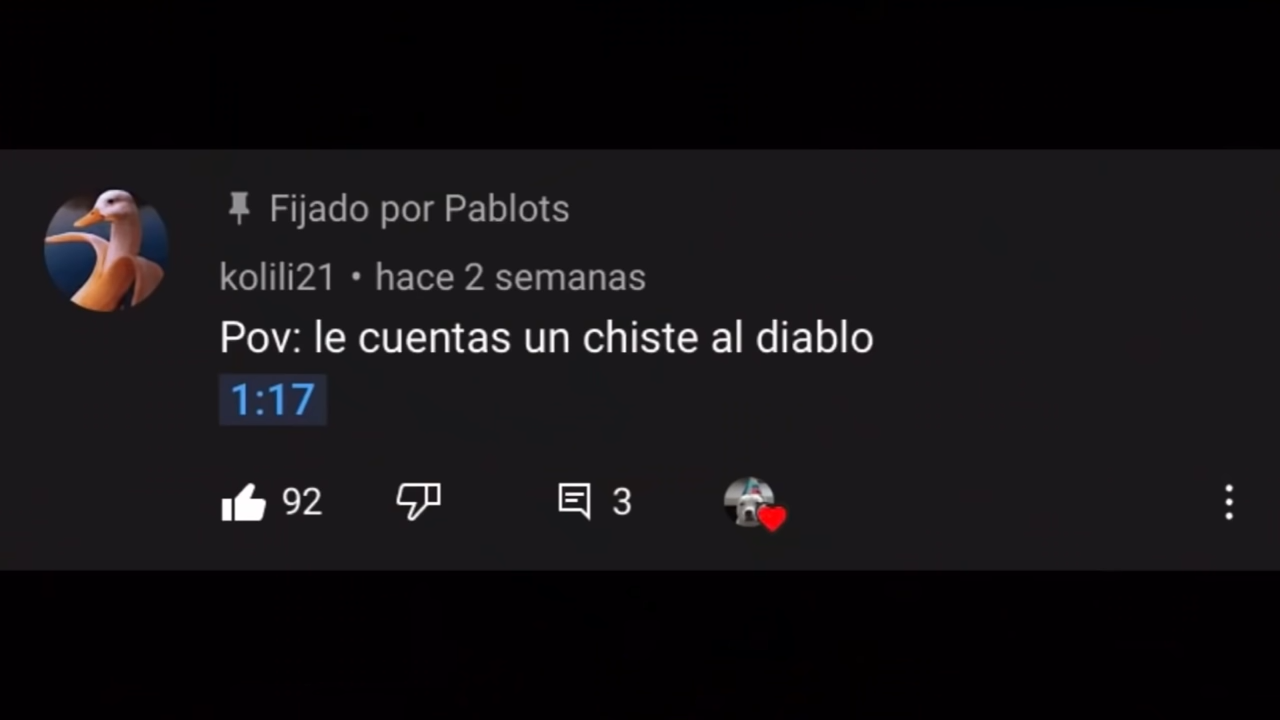 Fijado por Pablots
kolili21 • hace 2 semanas
Pov: le cuentas un chiste al diablo
1:17
92 3